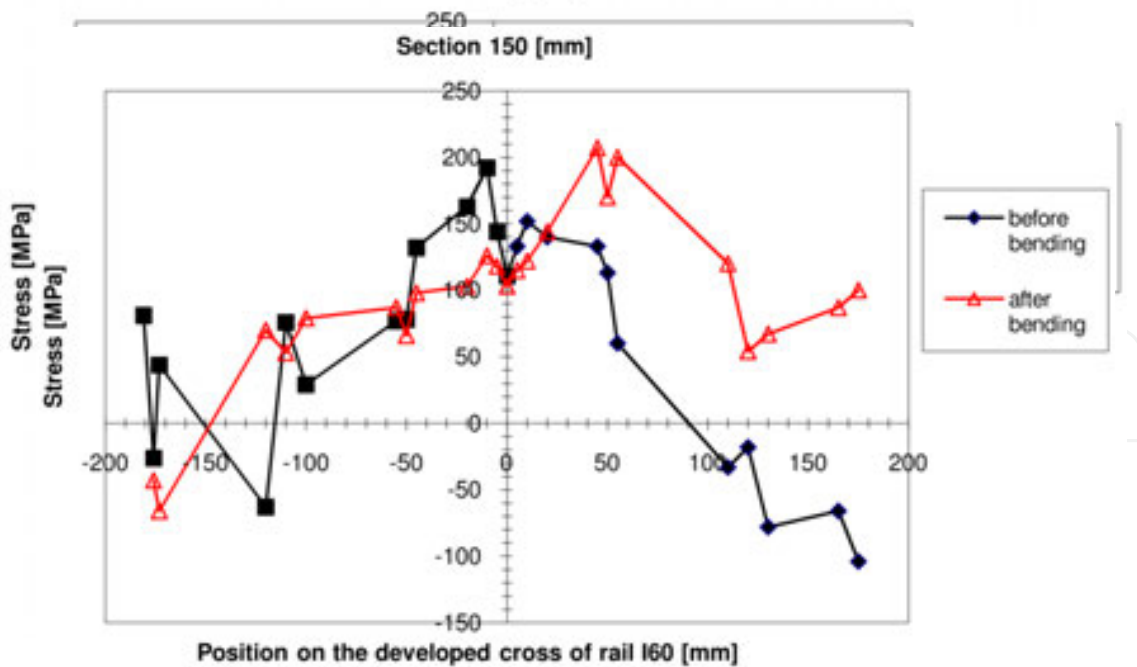 250
Section 150 [mm]
250
200
150
100
50
0
-200
-150
-100
-50
0
50
100
150
200
-50
-100
-150
Stress [MPa]
Stress [MPa]
before
bending
after
bending
Position on the developed cross of rail I60 [mm]